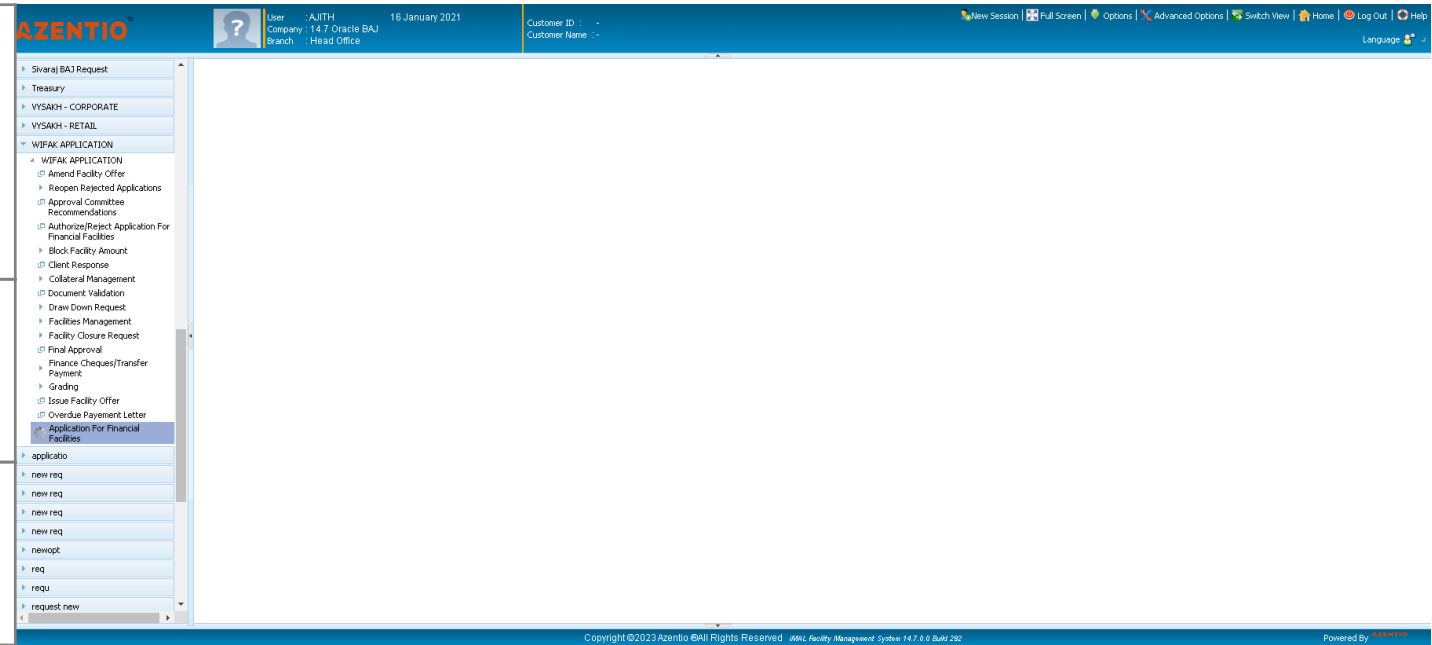 AZENTIO™
User : AJITH 16 January 2021
Company : 14.7 Oracle BAJ
Branch : Head Office
Customer ID : -
Customer Name : -
New Session | Full Screen | Options | Advanced Options | Switch View | Home | Log Out | Help
Language
Sivaraj BAJ Request
Treasury
VYSAKH - CORPORATE
VYSAKH - RETAIL
WIFAK APPLICATION
WIFAK APPLICATION
Amend Facility Offer
Reopen Rejected Applications
Approval Committee
Recommendations
Authorize/Reject Application For
Financial Facilities
Block Facility Amount
Client Response
Collateral Management
Document Validation
Draw Down Request
Facilities Management
Facility Closure Request
Final Approval
Finance Cheques/Transfer
Payment
Grading
Issue Facility Offer
Overdue Payement Letter
Application For Financial
Facilities
applicatio
new req
new req
new req
new req
newopt
req
requ
request new
Copyright ©2023 Azentio ®All Rights Reserved IMAL Facility Management System 14.7.0.0 Build 292
Powered By AZENTIO